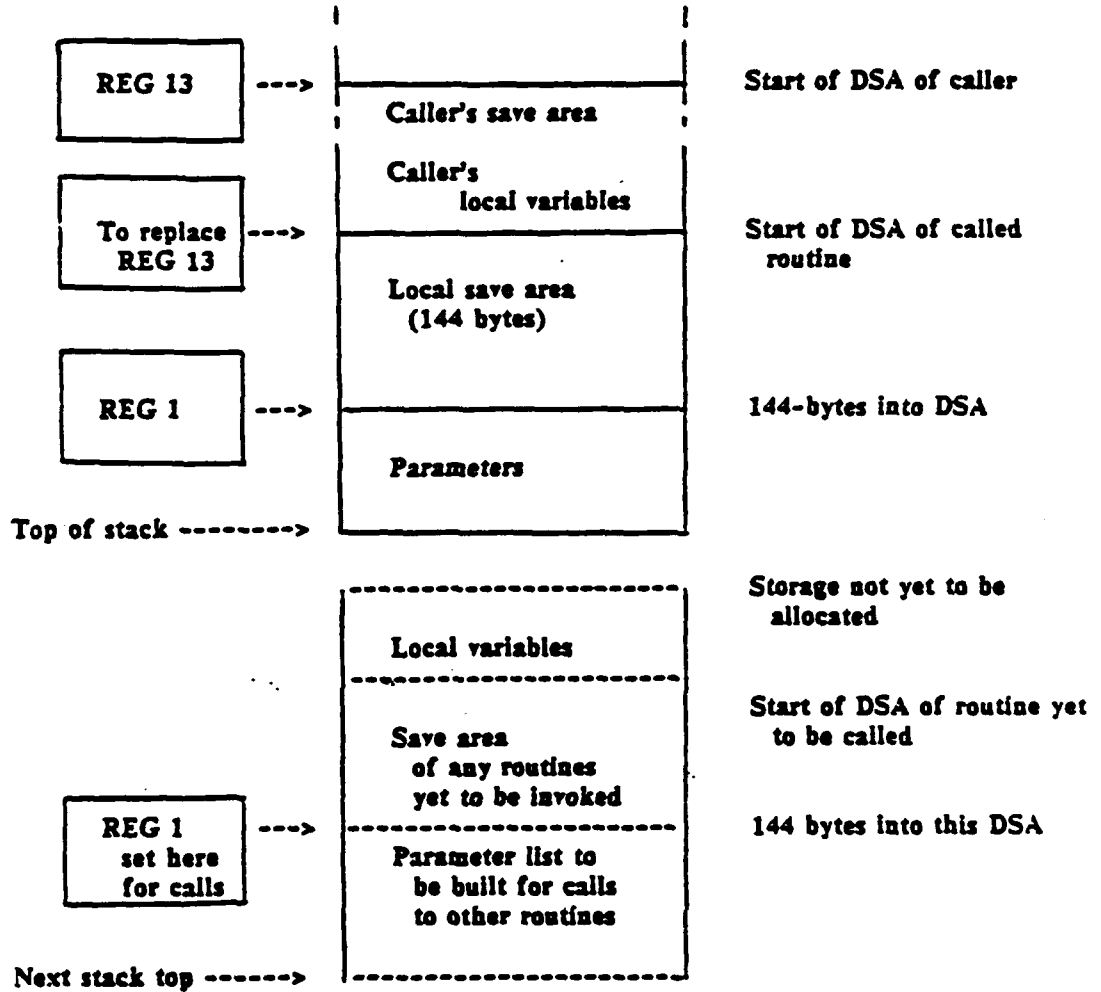 REG 13
--->
Start of DSA of caller
Caller's save area
Caller's
local variables
To replace
REG 13
--->
Start of DSA of called
routine
Local save area
(144 bytes)
REG 1
--->
144-bytes into DSA
Parameters
Top of stack -------->
Storage not yet to be
allocated
Local variables
Start of DSA of routine yet
to be called
Save area
of any routines
yet to be invoked
REG 1
set here
for calls
--->
144 bytes into this DSA
Parameter list to
be built for calls
to other routines
Next stack top ------>